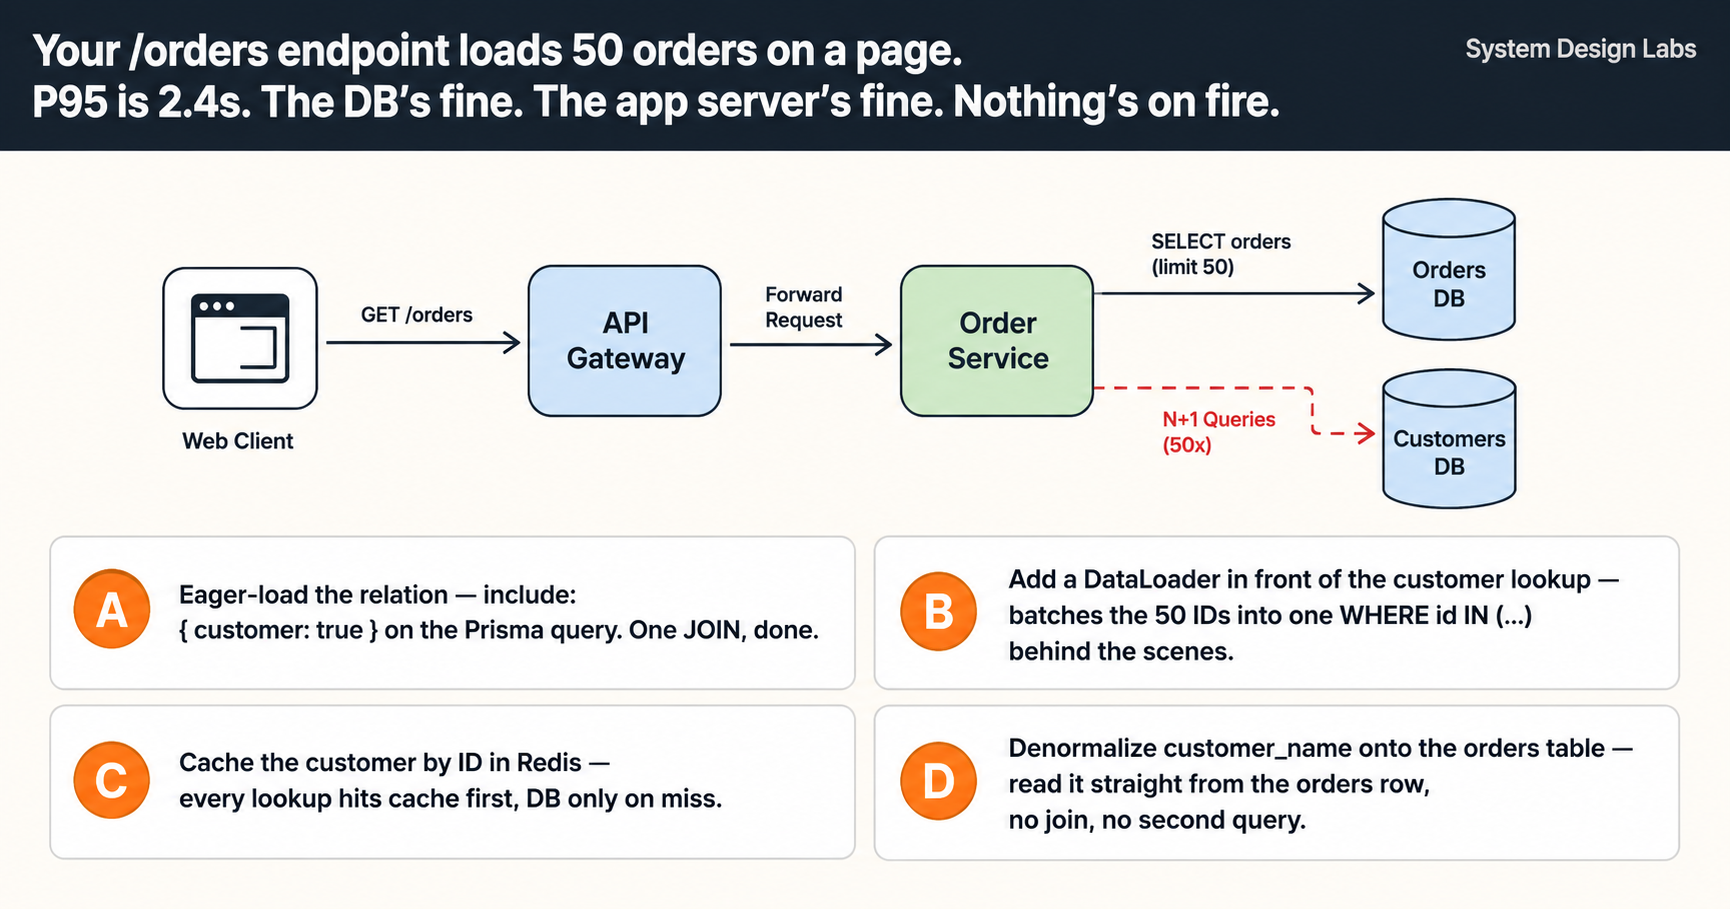 Your /orders endpoint loads 50 orders on a page.
P95 is 2.4s. The DB’s fine. The app server’s fine. Nothing’s on fire.
System Design Labs
Web Client
GET /orders
API
Gateway
Forward
Request
Order
Service
SELECT orders
(limit 50)
Orders
DB
N+1 Queries
(50x)
Customers
DB
A
Eager-load the relation — include:
{ customer: true } on the Prisma query. One JOIN, done.
B
Add a DataLoader in front of the customer lookup —
batches the 50 IDs into one WHERE id IN (...)
behind the scenes.
C
Cache the customer by ID in Redis —
every lookup hits cache first, DB only on miss.
D
Denormalize customer_name onto the orders table —
read it straight from the orders row,
no join, no second query.